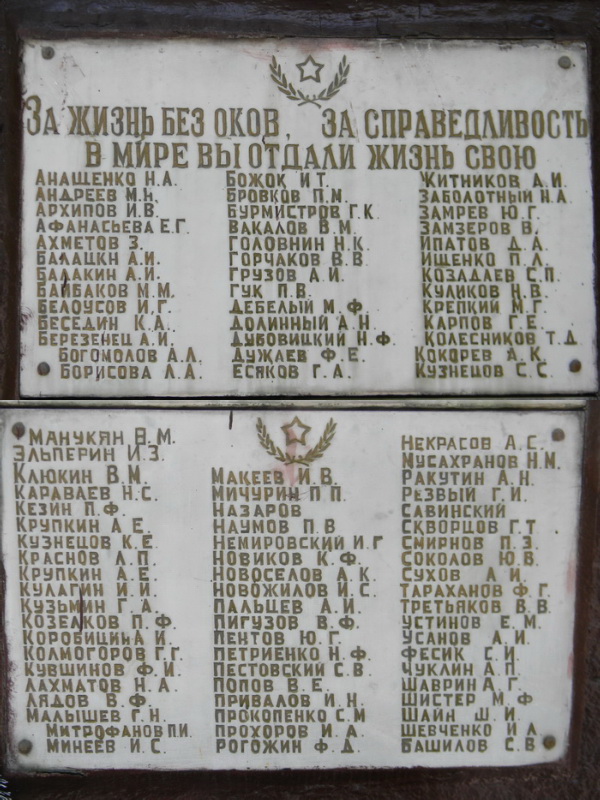 За жизнь без оков, за справедливость
в мире вы отдали жизнь свою
Анащенко Н.А.
Андреев М.Н.
Архипов И.В.
Афанасьева Е.Г.
Ахметов З.
Балацкн А.И.
Балакин А.И.
Байбаков М.М.
Белоусов И.Г.
Беседин К.А.
Березенец А.И.
Богомолов А.Л.
Борисова Л.А.
Божок И Т.
Бровков П.М.
Бурмистров Г.К.
Вакалов В.М.
Головнин Н.К.
Горчаков В.В.
Грузов А.И.
Гук П.В.
Дебелый М.Ф.
Долинный А.Н.
Дубовицкий Н.Ф.
Дужаев Ф.Е.
Есяков Г.А.
Житников А.И.
Заболотный Н.А.
Замрев Ю.Г.
Замзеров В.
Ипатов Д.А.
Ищенко П.Л.
Козлдаев С.П.
Куликов Н.В.
Крепкий М.Г.
Карпов Г.Е.
Колесников Т.Д.
Кокорев А.К.
Кузнецов С.С.
Манукян В.М.
Эльперин И.З.
Клюкин В.М.
Караваев Н.С.
Кезин П.Ф.
Крупкин А.Е.
Кузнецов К.Е.
Краснов Л.П.
Крупкин А.Е.
Кулагин И.И.
Кузьмин Г.А.
Козелков П.Ф.
Коробицина И.
Колмогоров Г.Г.
Кувшинов Ф.И.
Лахматов Н.А.
Лядов В.Ф.
Малышев Г.Н.
Митрофанов П.И.
Минеев И.С.
Макеев И.В.
Мичурин П П.
Назаров
Наумов П.В
Немировский И.Г
Новиков К.Ф.
Новоселов А.К.
Новожилов И.С.
Пальцев А.И.
Пигузов В.Ф.
Пентов Ю.Г.
Петриенко Н.Ф.
Пестовский С.В.
Попов В.Е.
Привалов И.Н.
Прокопенко С.М
Прохоров И.А.
Рогожин Ф.Д.
Некрасов А.С.
Мусахранов Н.М.
Ракутин А.Н.
Резвый Г.И.
Савинский
Скворцов Г.Т
Смирнов П.З.
Соколов Ю.В.
Сухов А.И.
Тараханов Ф.Г.
Третьяков В.В.
Устинов Е.М.
Усанов А.И.
Фесик С.И.
Чуклин А.П.
Шаврин А.Г.
Шистер М.Ф
Шайн Ш.И.
Шевченко И.Л.
Башилов С.В